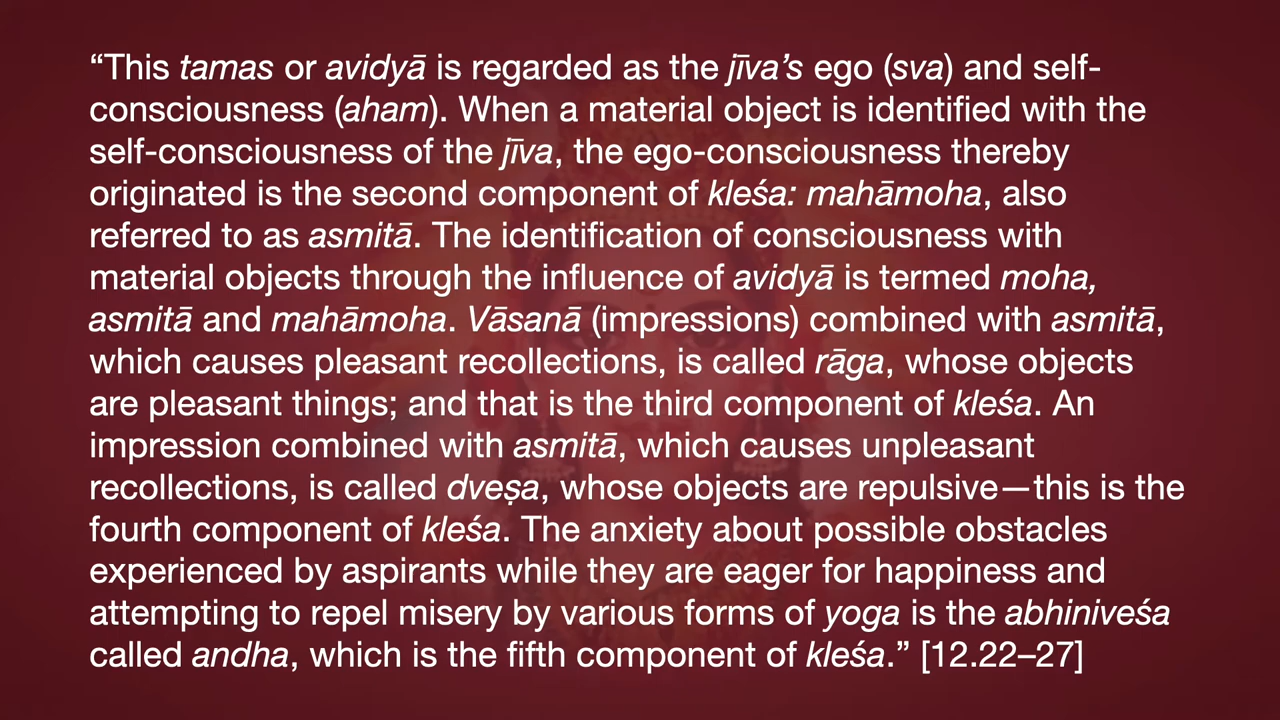 “This tamas or avidyā is regarded as the jīva’s ego (sva) and self-
consciousness (aham). When a material object is identified with the
self-consciousness of the jīva, the ego-consciousness thereby
originated is the second component of kleśa: mahāmoha, also
referred to as asmitā. The identification of consciousness with
material objects through the influence of avidyā is termed moha,
asmitā and mahāmoha. Vāsanā (impressions) combined with asmitā,
which causes pleasant recollections, is called rāga, whose objects
are pleasant things; and that is the third component of kleśa. An
impression combined with asmitā, which causes unpleasant
recollections, is called dveṣa, whose objects are repulsive—this is the
fourth component of kleśa. The anxiety about possible obstacles
experienced by aspirants while they are eager for happiness and
attempting to repel misery by various forms of yoga is the abhiniveśa
called andha, which is the fifth component of kleśa.” [12.22–27]